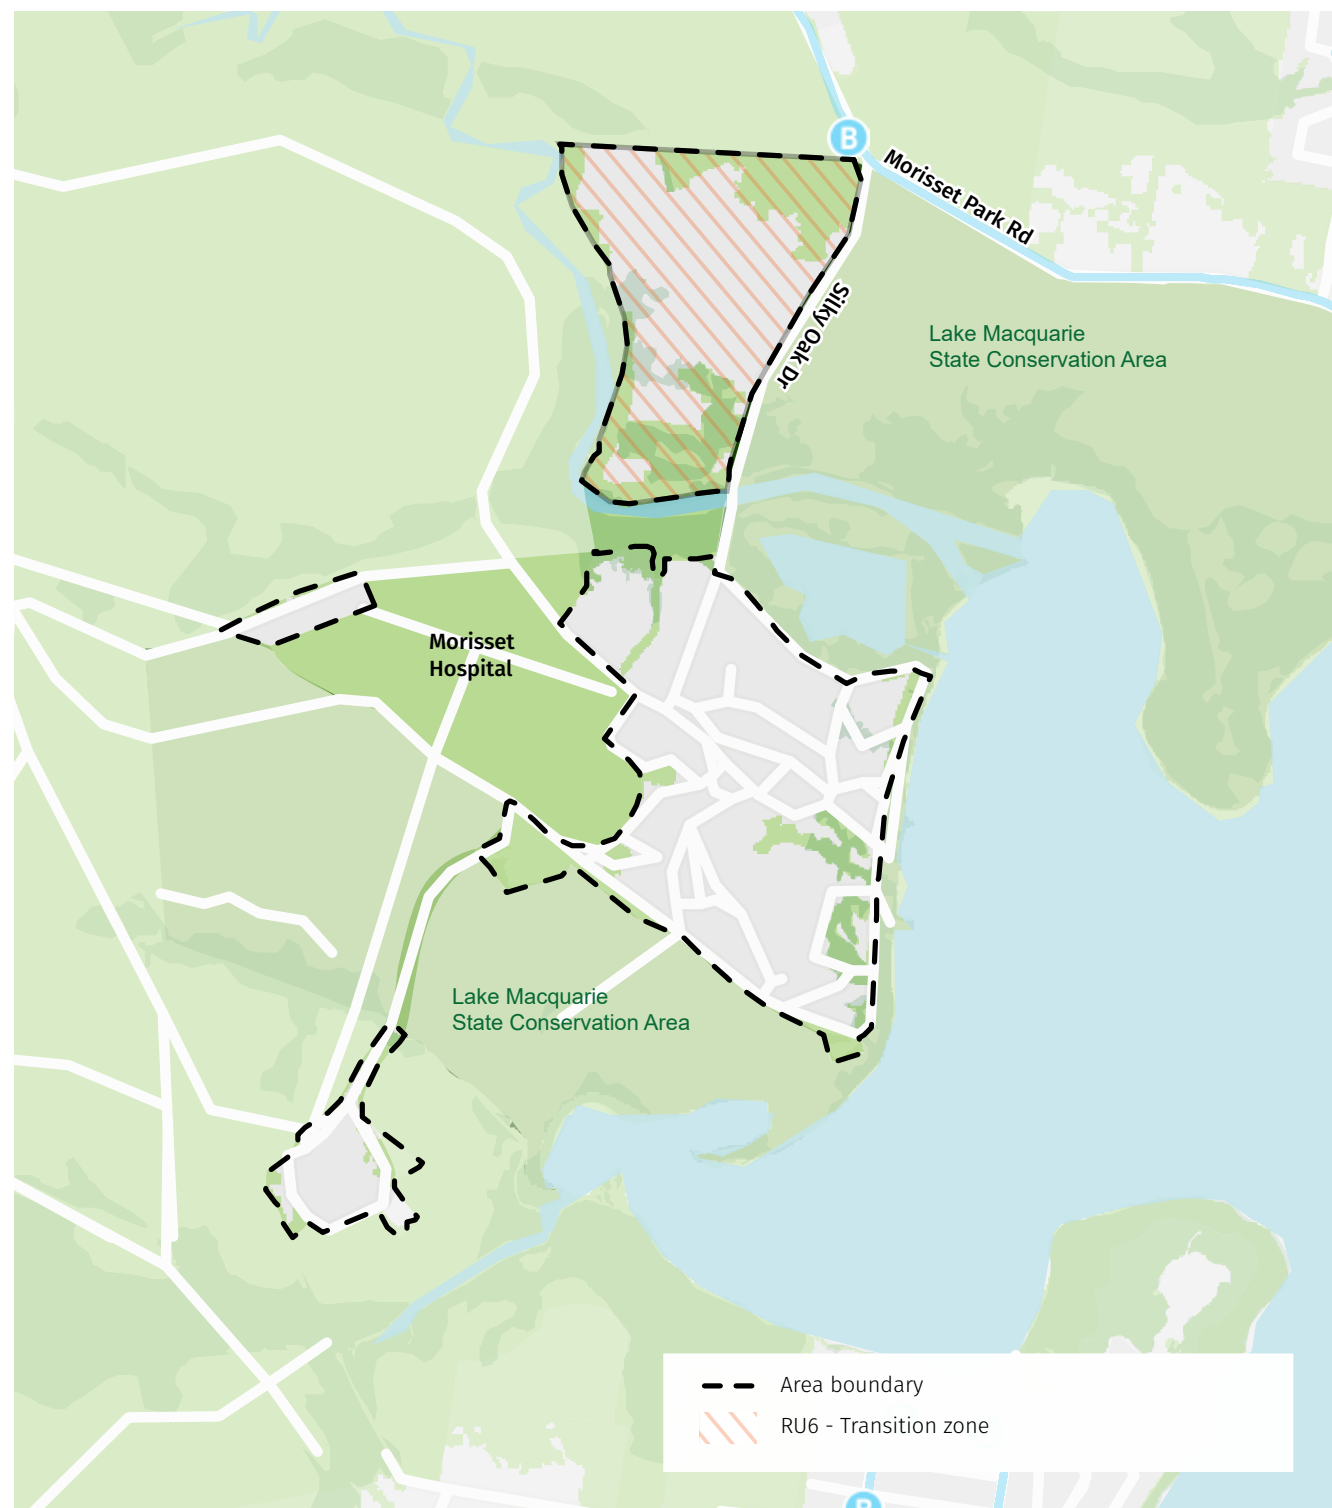 B
Morisset Park Rd
Silky Oak Dr
Lake Macquarie
State Conservation Area
Morisset
Hospital
Lake Macquarie
State Conservation Area
Area boundary
RU6 - Transition zone
B